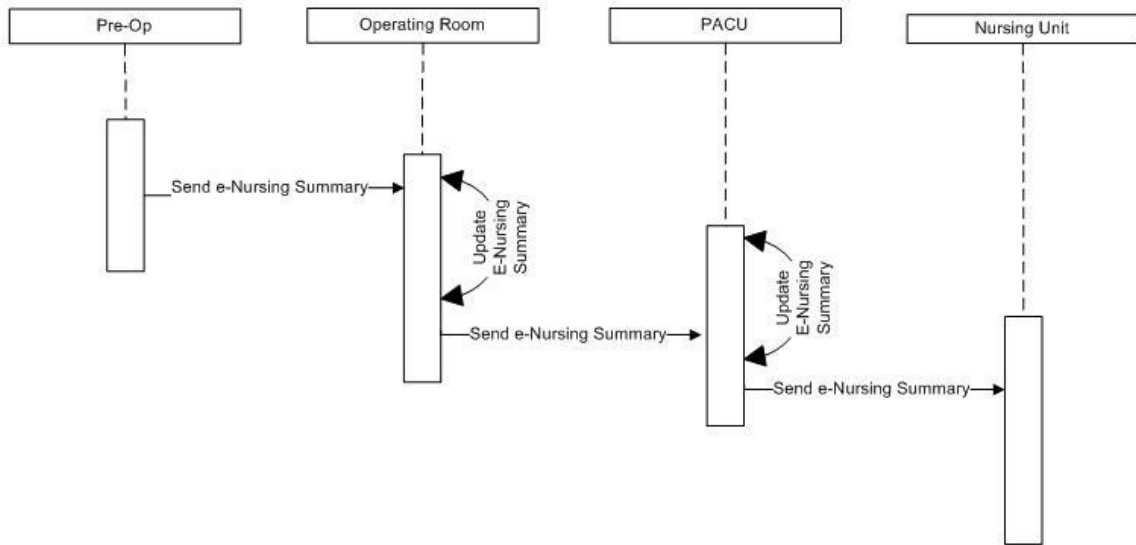 Pre-Op
Operating Room
PACU
Nursing Unit
Send e-Nursing Summary
Update
E-Nursing
Summary
Send e-Nursing Summary
Update
E-Nursing
Summary
Send e-Nursing Summary